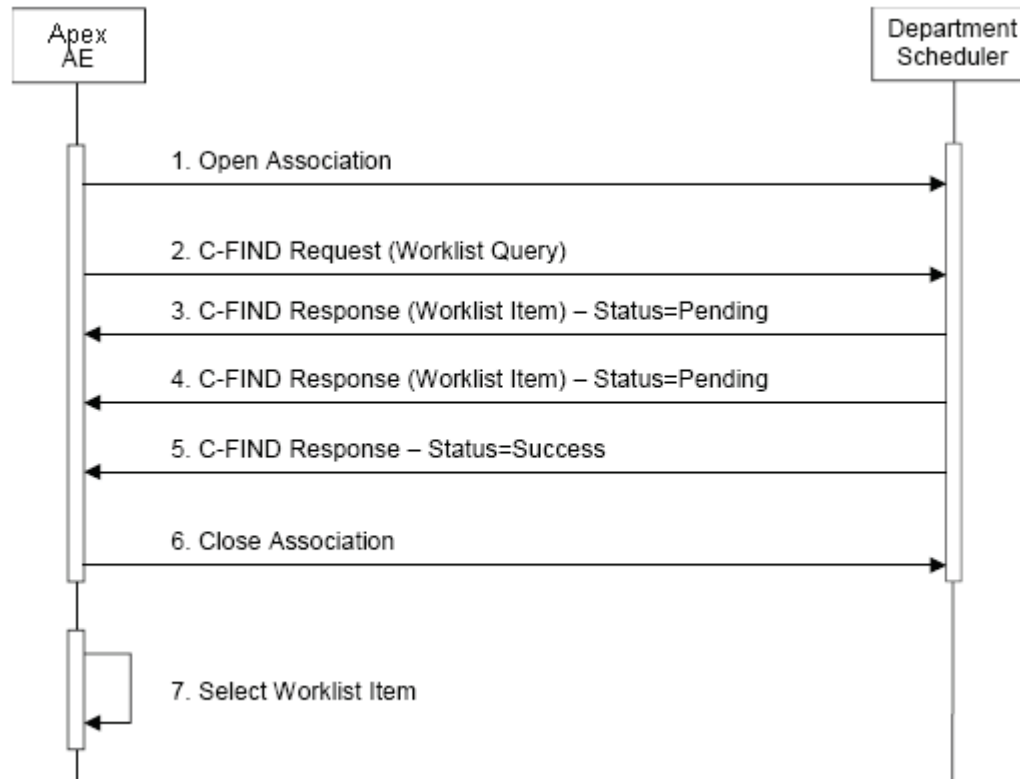 Apex
AE
Department
Scheduler
1. Open Association
2. C-FIND Request (Worklist Query)
3. C-FIND Response (Worklist Item) – Status=Pending
4. C-FIND Response (Worklist Item) – Status=Pending
5. C-FIND Response – Status=Success
6. Close Association
7. Select Worklist Item